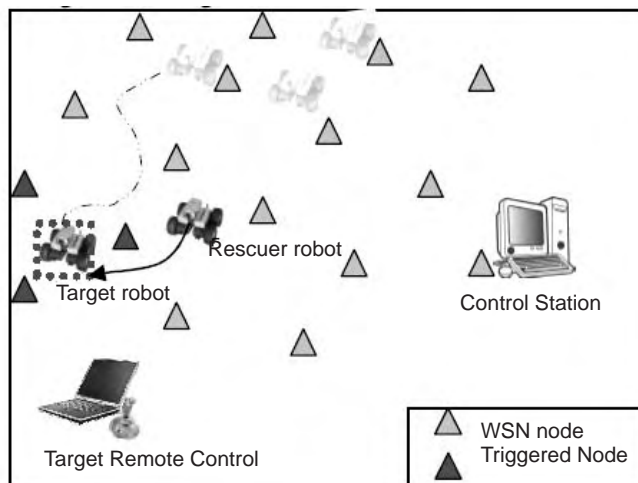 Rescuer robot
Target robot
Control Station
Target Remote Control
WSN node
Triggered Node